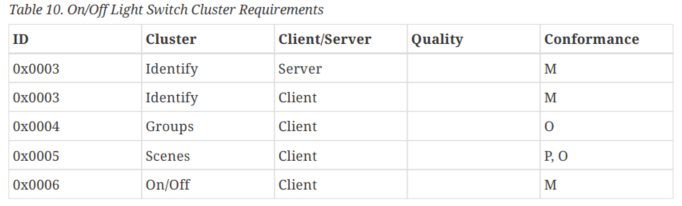 Table 10. On/Off Light Switch Cluster Requirements
ID Cluster Client/Server Quality Conformance
0x0003 Identify Server M
0x0003 Identify Client M
0x0004 Groups Client O
0x0005 Scenes Client P, O
0x0006 On/Off Client M